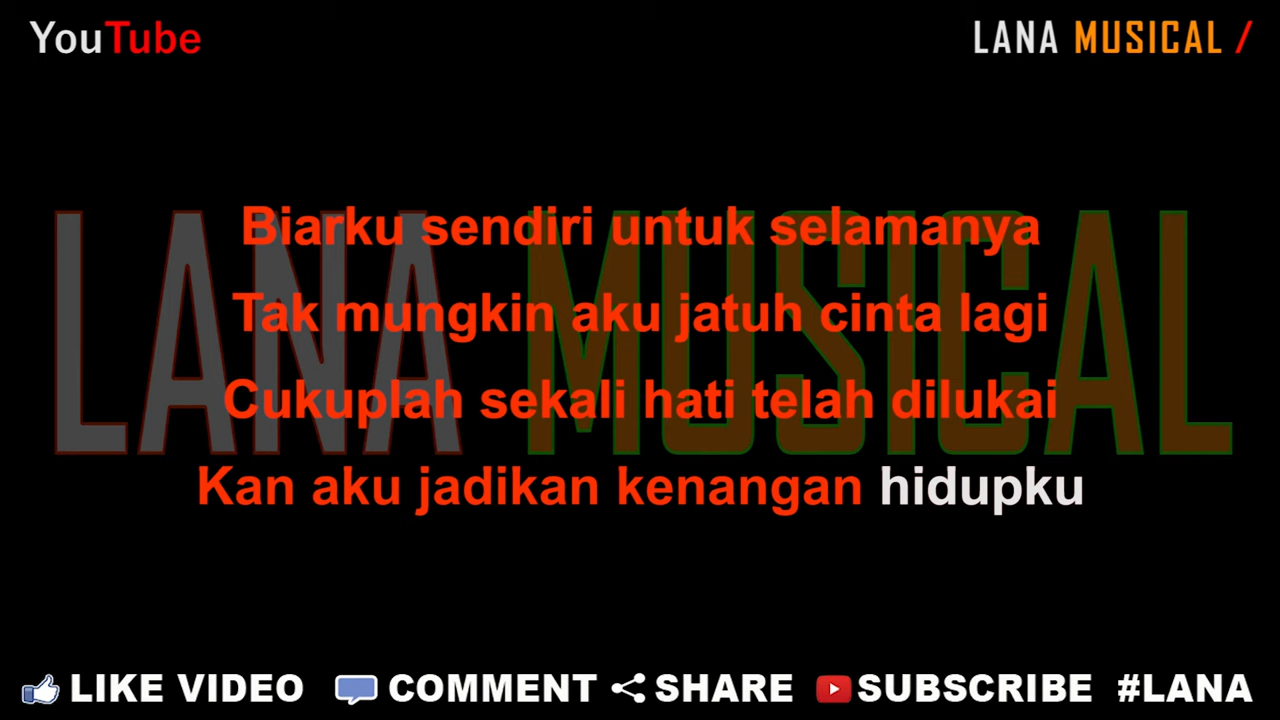 YouTube
LANA MUSICAL /
LANA MUSICAL
Biarku sendiri untuk selamanya
Tak mungkin aku jatuh cinta lagi
Cukuplah sekali hati telah dilukai
Kan aku jadikan kenangan hidupku
LIKE VIDEO COMMENT SHARE SUBSCRIBE #LANA